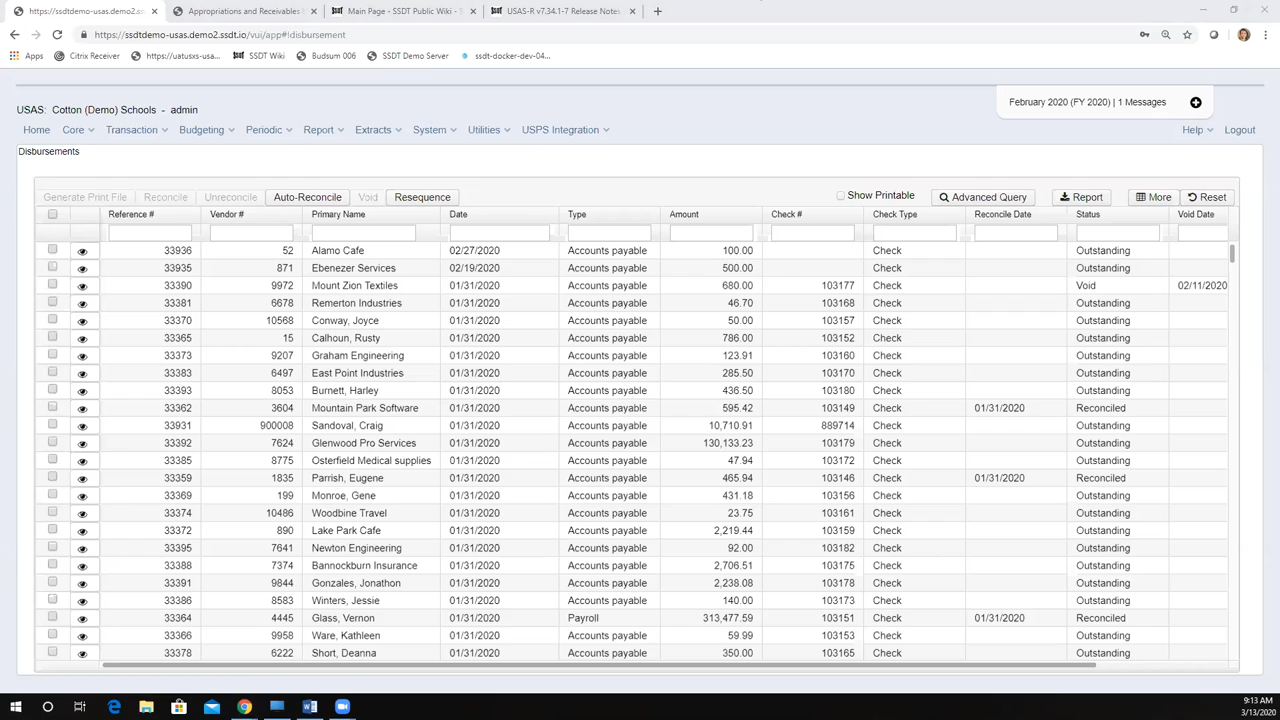 https://ssdtdemo-usas.demo2.ss
Appropriations and Receivables
Main Page - SSDT Public Wiki -
USAS-R v7.34.1-7 Release Notes
https://ssdtdemo-usas.demo2.ssdt.io/vui/app#!disbursement
Apps Citrix Receiver https://uatusxs-usa... SSDT Wiki Budsum 006 SSDT Demo Server ssdt-docker-dev-04...
February 2020 (FY 2020) | 1 Messages
USAS: Cotton (Demo) Schools - admin
Home Core Transaction Budgeting Periodic Report Extracts System Utilities USPS Integration Help Logout
Disbursements
Generate Print File Reconcile Unreconcile Auto-Reconcile Void Resequence Show Printable Advanced Query Report More Reset
Reference # Vendor # Primary Name Date Type Amount Check # Check Type Reconcile Date Status Void Date
33936 52 Alamo Cafe 02/27/2020 Accounts payable 100.00 Check Outstanding
33935 871 Ebenezer Services 02/19/2020 Accounts payable 500.00 Check Outstanding
33390 9972 Mount Zion Textiles 01/31/2020 Accounts payable 680.00 103177 Check Void 02/11/2020
33381 6678 Remerton Industries 01/31/2020 Accounts payable 46.70 103168 Check Outstanding
33370 10568 Conway, Joyce 01/31/2020 Accounts payable 50.00 103157 Check Outstanding
33365 15 Calhoun, Rusty 01/31/2020 Accounts payable 786.00 103152 Check Outstanding
33373 9207 Graham Engineering 01/31/2020 Accounts payable 123.91 103160 Check Outstanding
33383 6497 East Point Industries 01/31/2020 Accounts payable 285.50 103170 Check Outstanding
33393 8053 Burnett, Harley 01/31/2020 Accounts payable 436.50 103180 Check Outstanding
33362 3604 Mountain Park Software 01/31/2020 Accounts payable 595.42 103149 Check 01/31/2020 Reconciled
33931 900008 Sandoval, Craig 01/31/2020 Accounts payable 10,710.91 889714 Check Outstanding
33392 7624 Glenwood Pro Services 01/31/2020 Accounts payable 130,133.23 103179 Check Outstanding
33385 8775 Osterfield Medical supplies 01/31/2020 Accounts payable 47.94 103172 Check Outstanding
33359 1835 Parrish, Eugene 01/31/2020 Accounts payable 465.94 103146 Check 01/31/2020 Reconciled
33369 199 Monroe, Gene 01/31/2020 Accounts payable 431.18 103156 Check Outstanding
33374 10486 Woodbine Travel 01/31/2020 Accounts payable 23.75 103161 Check Outstanding
33372 890 Lake Park Cafe 01/31/2020 Accounts payable 2,219.44 103159 Check Outstanding
33395 7641 Newton Engineering 01/31/2020 Accounts payable 92.00 103182 Check Outstanding
33388 7374 Bannockburn Insurance 01/31/2020 Accounts payable 2,706.51 103175 Check Outstanding
33391 9844 Gonzales, Jonathon 01/31/2020 Accounts payable 2,238.08 103178 Check Outstanding
33386 8583 Winters, Jessie 01/31/2020 Accounts payable 140.00 103173 Check Outstanding
33364 4445 Glass, Vernon 01/31/2020 Payroll 313,477.59 103151 Check 01/31/2020 Reconciled
33366 9958 Ware, Kathleen 01/31/2020 Accounts payable 59.99 103153 Check Outstanding
33378 6222 Short, Deanna 01/31/2020 Accounts payable 350.00 103165 Check Outstanding
9:13 AM
3/13/2020